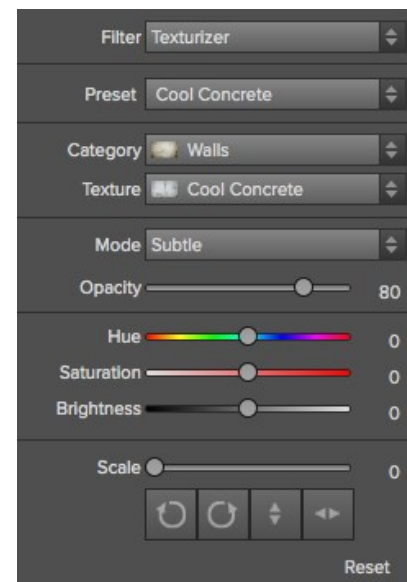 Filter Texturizer
Preset Cool Concrete
Category Walls
Texture Cool Concrete
Mode Subtle
Opacity 80
Hue 0
Saturation 0
Brightness 0
Scale 0
Reset